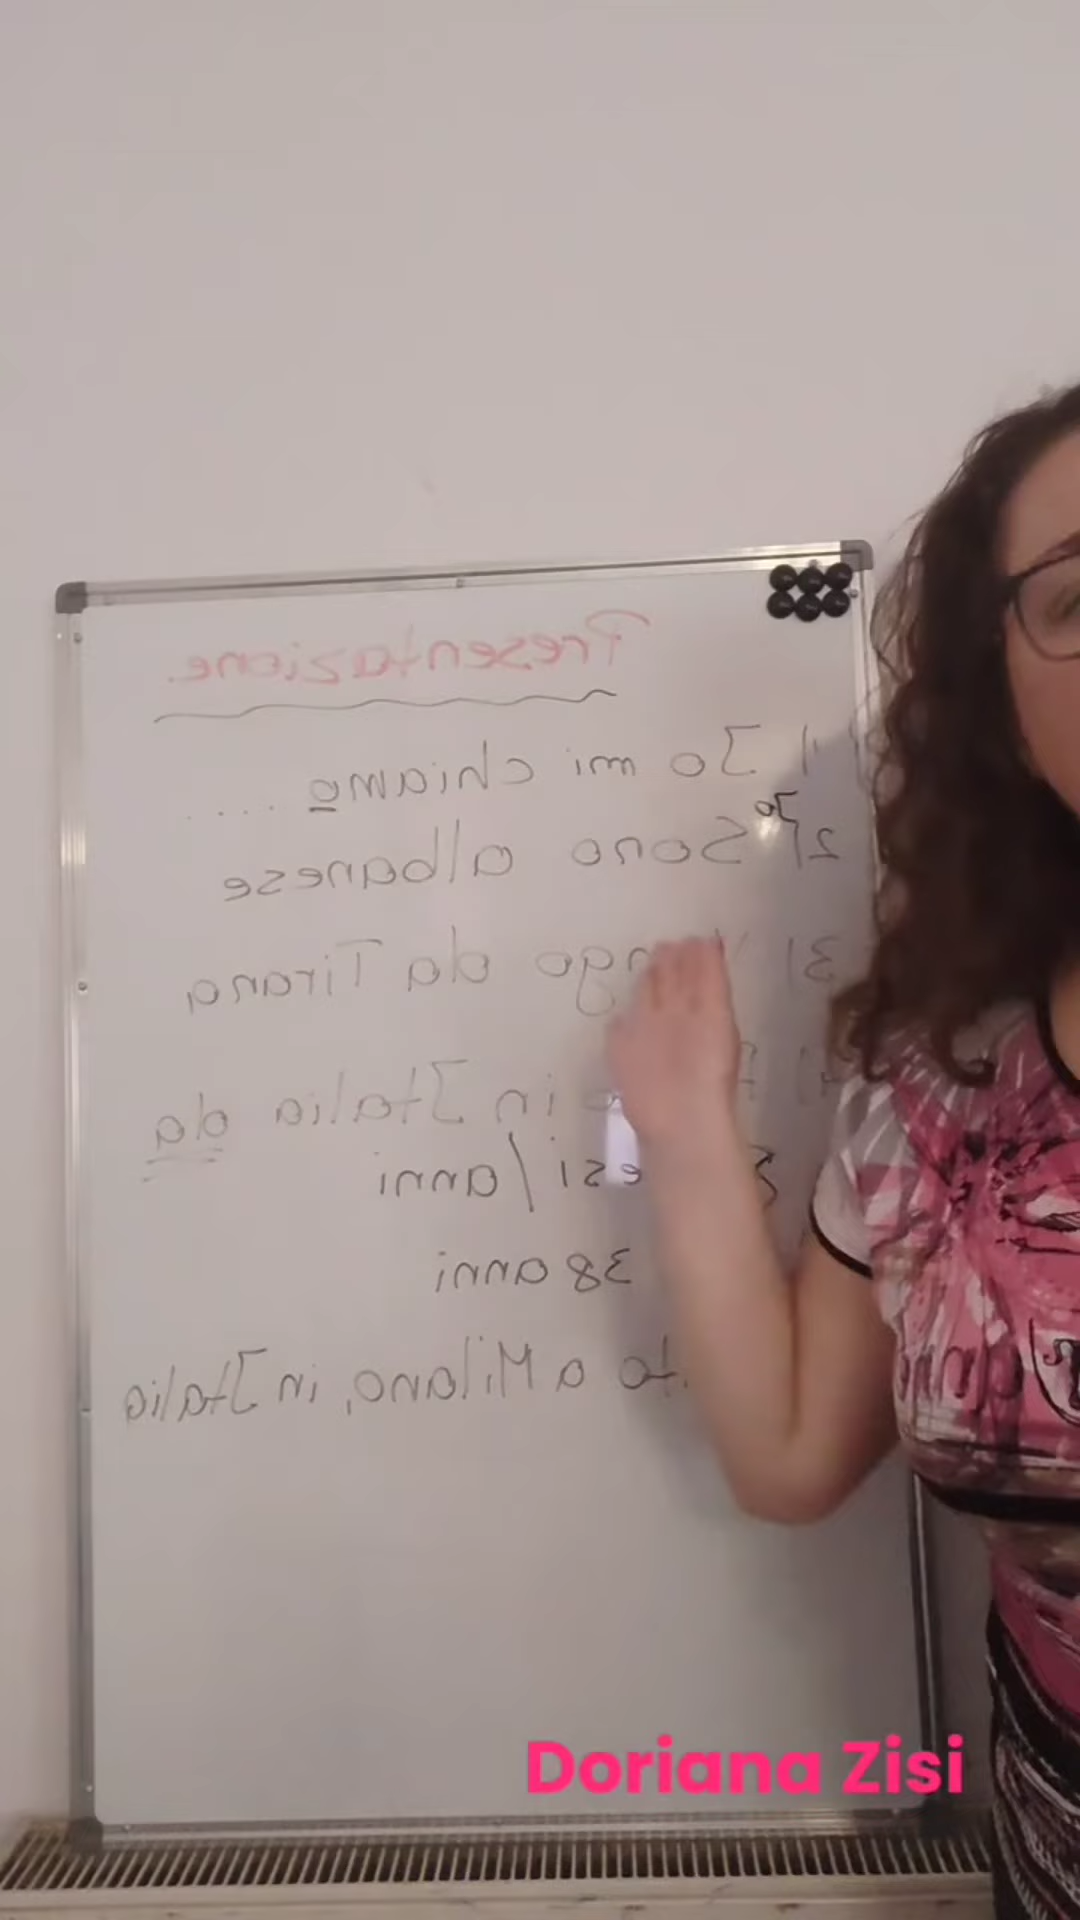 Presentazione.
1) Io mi chiamo ....
2) Io Sono albanese
3) da Tirana
in Italia da
/anni
38 anni
a Milano, in Italia
Doriana Zisi